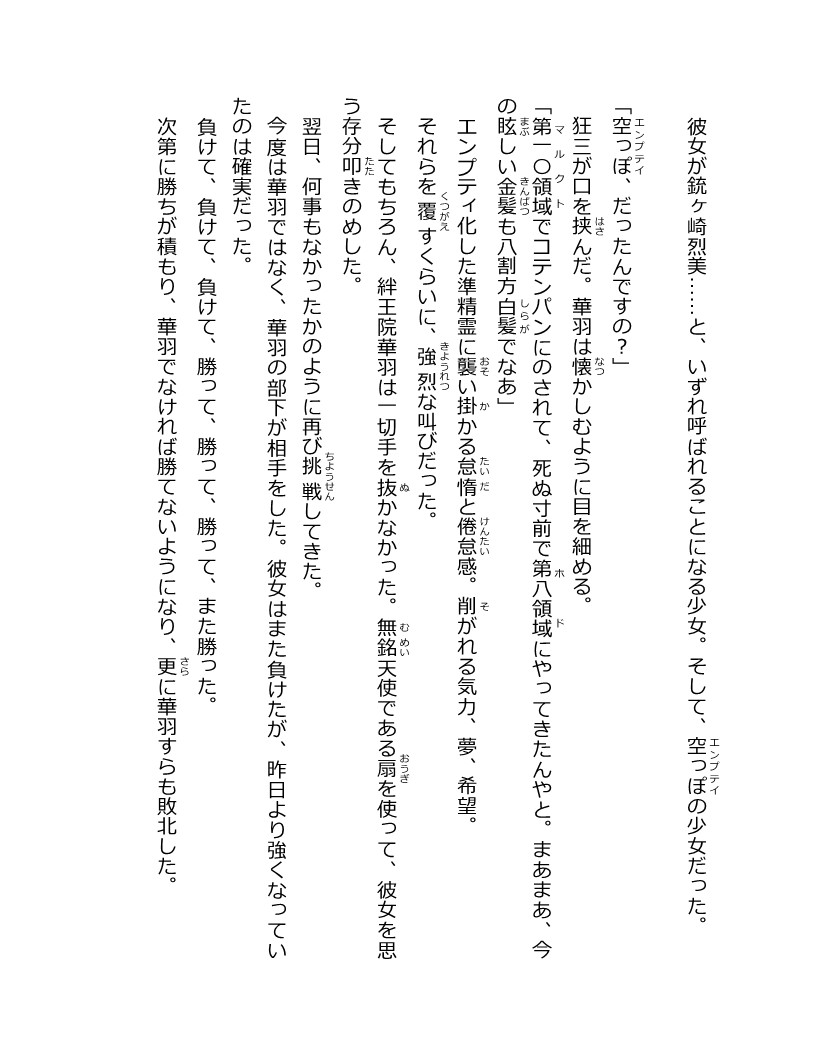 彼女が銃ヶ崎烈美……と、いずれ呼ばれることになる少女。そして、空っぽの少女だった。
「空っぽ、だったんですの？」
狂三が口を挟んだ。華羽は懐かしむように目を細める。
「第一〇領域でコテンパンにのされて、死ぬ寸前で第八領域にやってきたんやと。まあまあ、今
の眩しい金髪も八割方白髪でなあ」
エンプティ化した準精霊に襲い掛かる怠惰と倦怠感。削がれる気力、夢、希望。
それらを覆すくらいに、強烈な叫びだった。
そしてもちろん、絆王院華羽は一切手を抜かなかった。無銘天使である扇を使って、彼女を思
う存分叩きのめした。
翌日、何事もなかったかのように再び挑戦してきた。
今度は華羽ではなく、華羽の部下が相手をした。彼女はまた負けたが、昨日より強くなってい
たのは確実だった。
負けて、負けて、負けて、勝って、勝って、勝って、また勝った。
次第に勝ちが積もり、華羽でなければ勝てないようになり、更に華羽すらも敗北した。